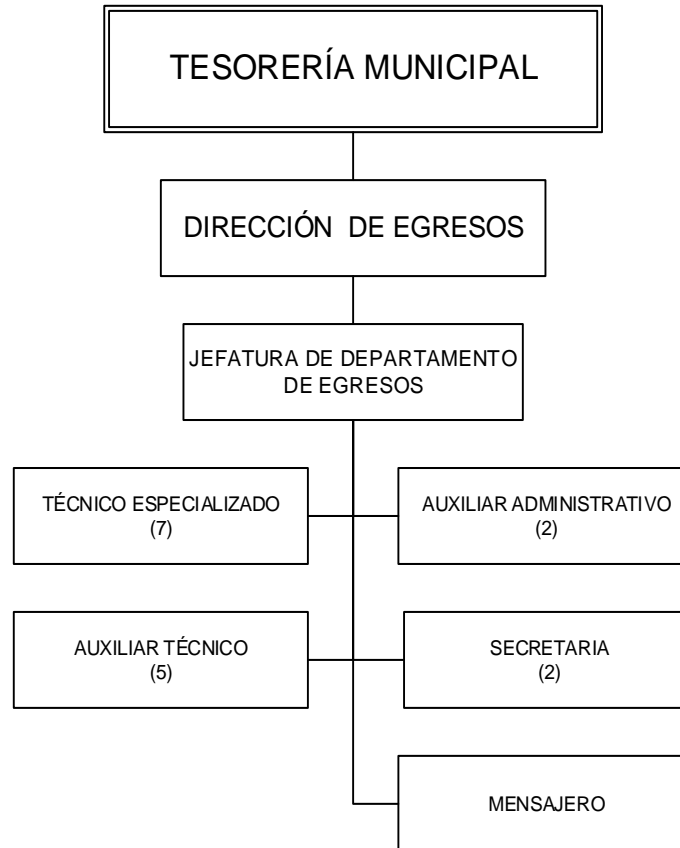 TESORERÍA MUNICIPAL
DIRECCIÓN DE EGRESOS
JEFATURA DE DEPARTAMENTO
DE EGRESOS
TÉCNICO ESPECIALIZADO
(7)
AUXILIAR ADMINISTRATIVO
(2)
AUXILIAR TÉCNICO
(5)
SECRETARIA
(2)
MENSAJERO